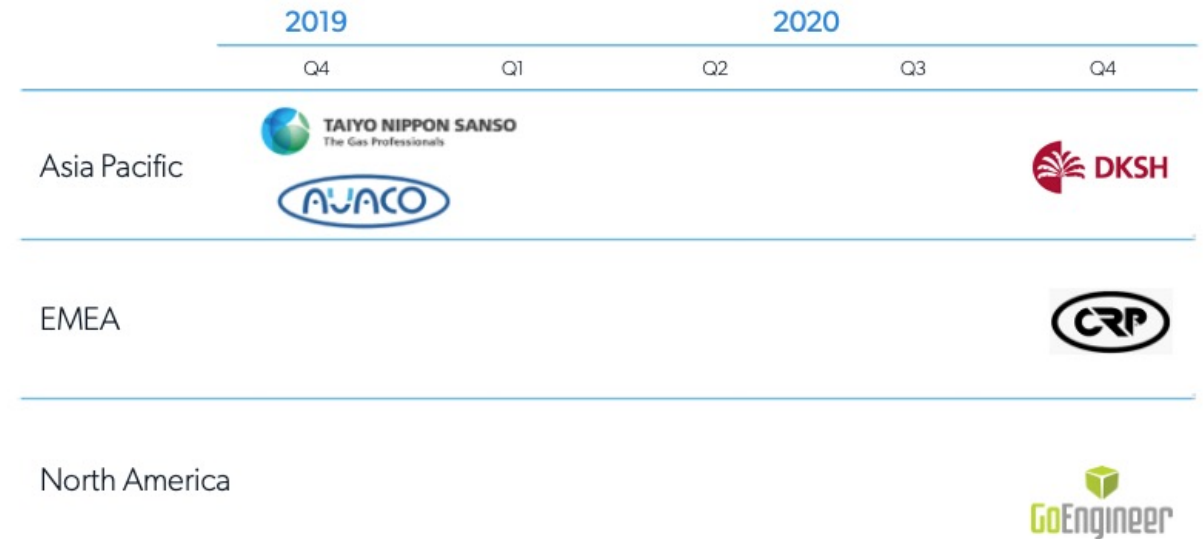 2019 2020
Q4 Q1 Q2 Q3 Q4
TAIYO NIPPON SANSO
The Gas Professionals
Asia Pacific
DKSH
AVACO
EMEA
CRP
North America
GoEngineer